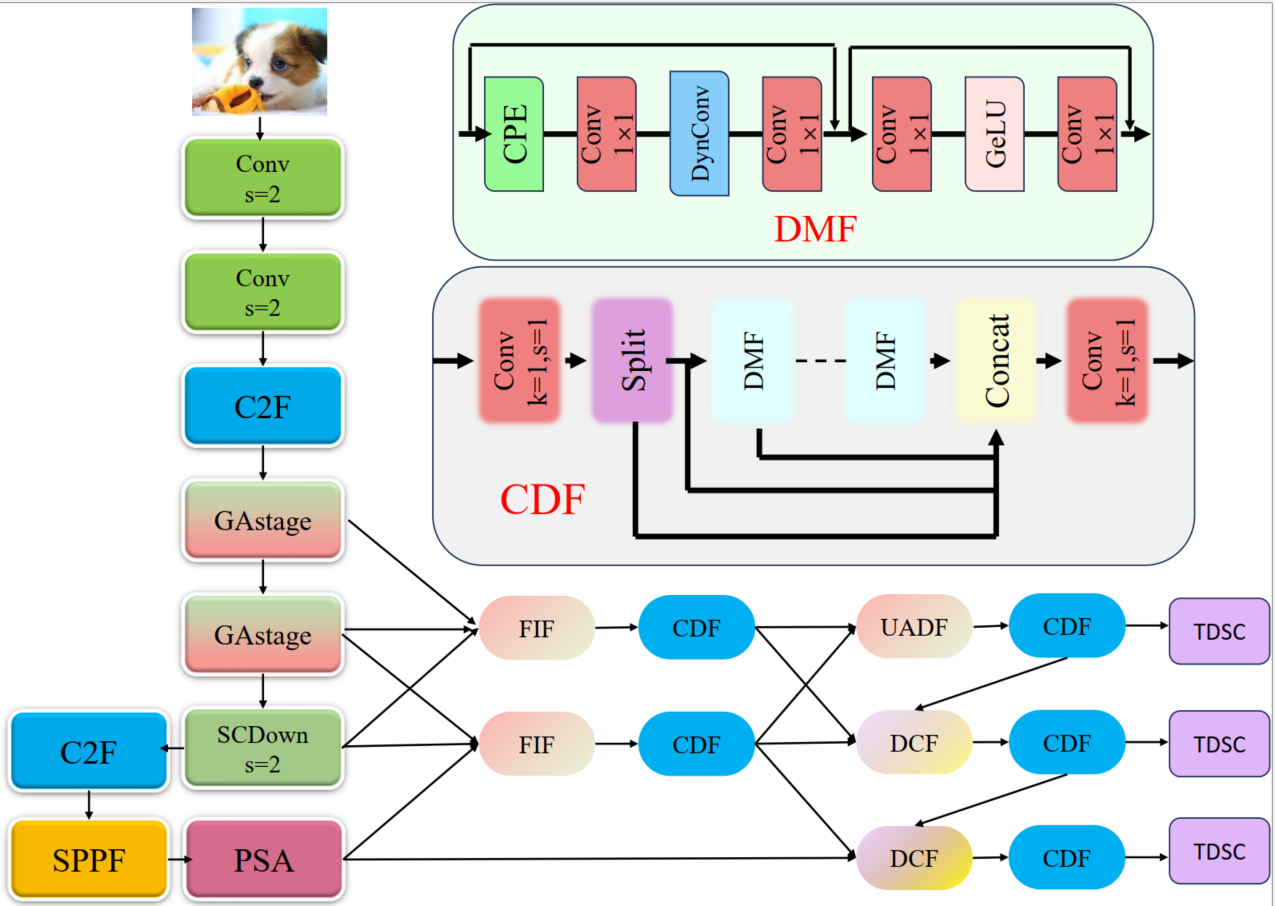 Conv
s=2
Conv
s=2
C2F
GAstage
GAstage
SCDown
s=2
C2F
SPPF
PSA
CPE
Conv
1×1
DynConv
Conv
1×1
Conv
1×1
GeLU
Conv
1×1
DMF
Conv
k=1,s=1
Split
DMF
DMF
Concat
Conv
k=1,s=1
CDF
FIF
CDF
UADF
CDF
TDSC
FIF
CDF
DCF
CDF
TDSC
DCF
CDF
TDSC